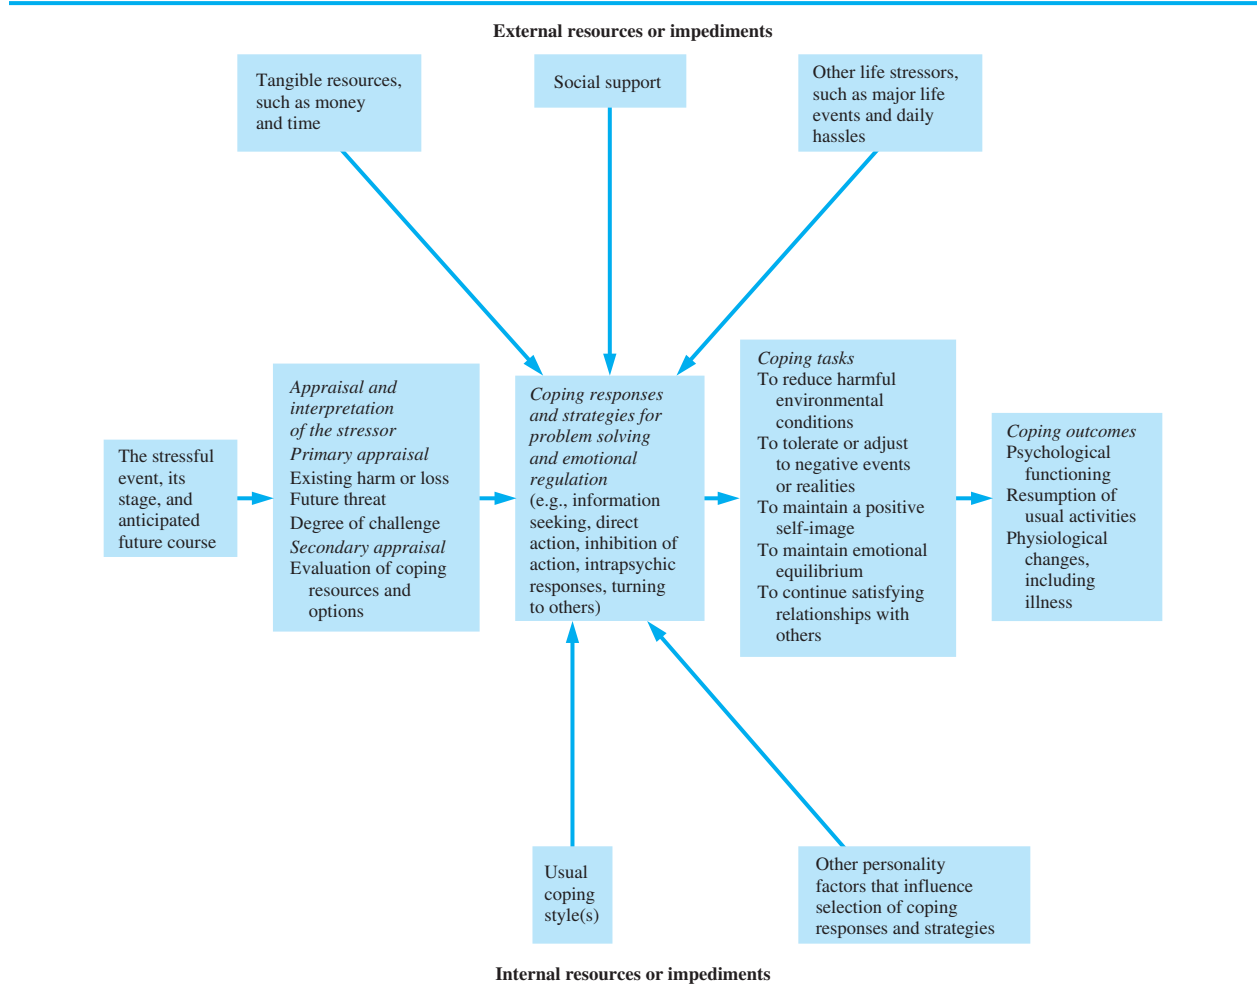 External resources or impediments
Tangible resources,
such as money
and time
Social support
Other life stressors,
such as major life
events and daily
hassles
The stressful
event, its
stage, and
anticipated
future course
Appraisal and
interpretation
of the stressor
Primary appraisal
Existing harm or loss
Future threat
Degree of challenge
Secondary appraisal
Evaluation of coping
resources and
options
Coping responses
and strategies for
problem solving
and emotional
regulation
(e.g., information
seeking, direct
action, inhibition of
action, intrapsychic
responses, turning
to others)
Coping tasks
To reduce harmful
environmental
conditions
To tolerate or adjust
to negative events
or realities
To maintain a positive
self-image
To maintain emotional
equilibrium
To continue satisfying
relationships with
others
Coping outcomes
Psychological
functioning
Resumption of
usual activities
Physiological
changes,
including
illness
Usual
coping
style(s)
Other personality
factors that influence
selection of coping
responses and strategies
Internal resources or impediments